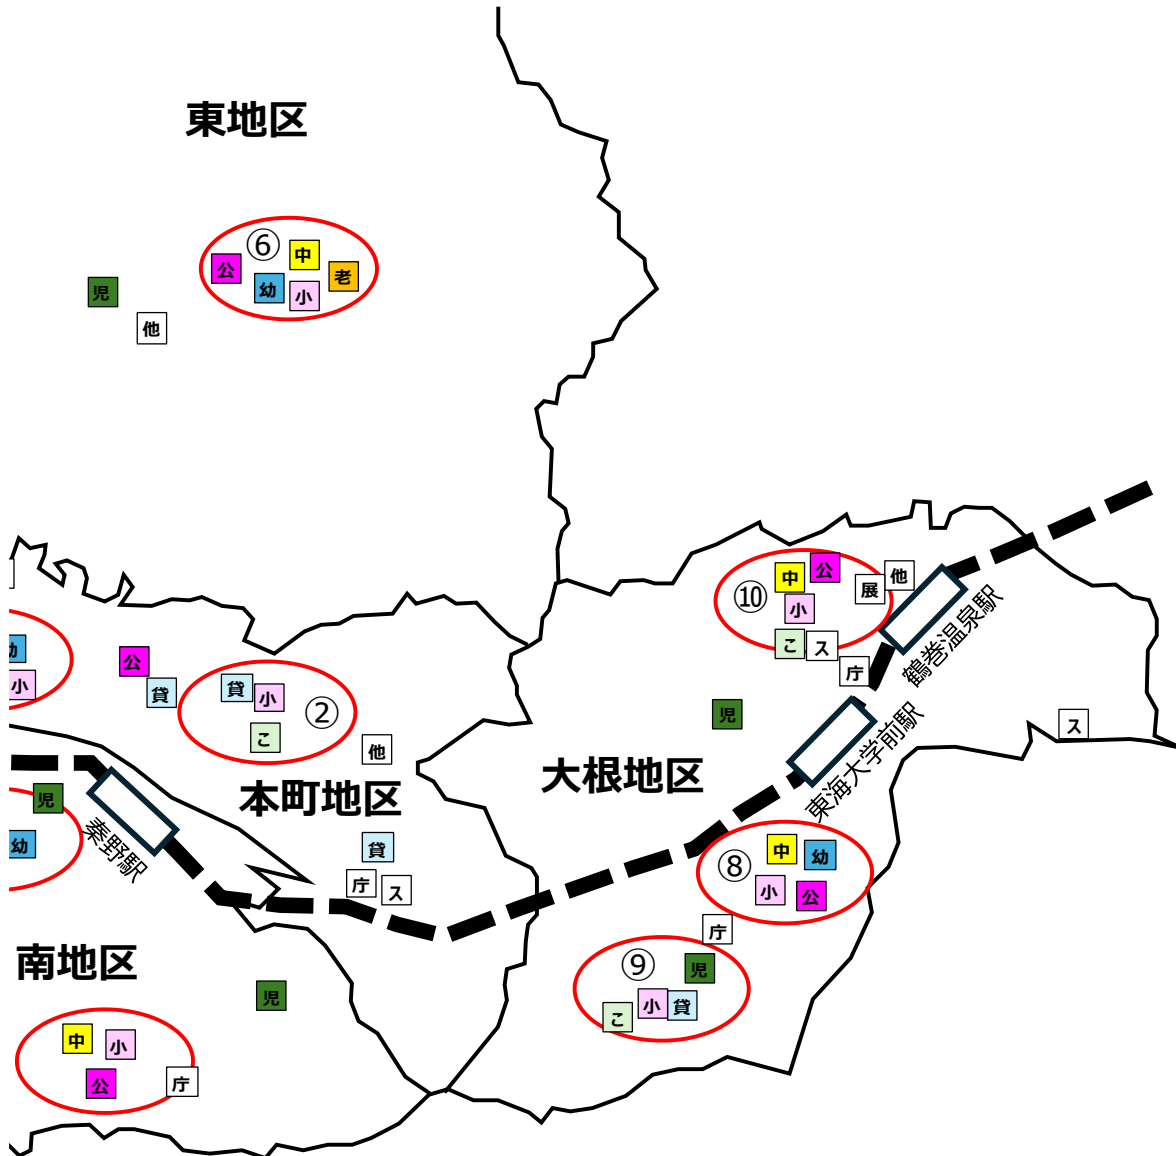 東地区
⑥
中
公
老
幼
小
児
他
中
公
展
他
⑩
小
こ
ス
庁
鶴巻温泉駅
幼
小
公
貸
貸
小
②
こ
他
児
ス
東海大学前駅
大根地区
本町地区
児
幼
秦野駅
貸
庁
ス
中
幼
⑧
小
公
庁
南地区
⑨
児
小
貸
こ
児
中
小
公
庁